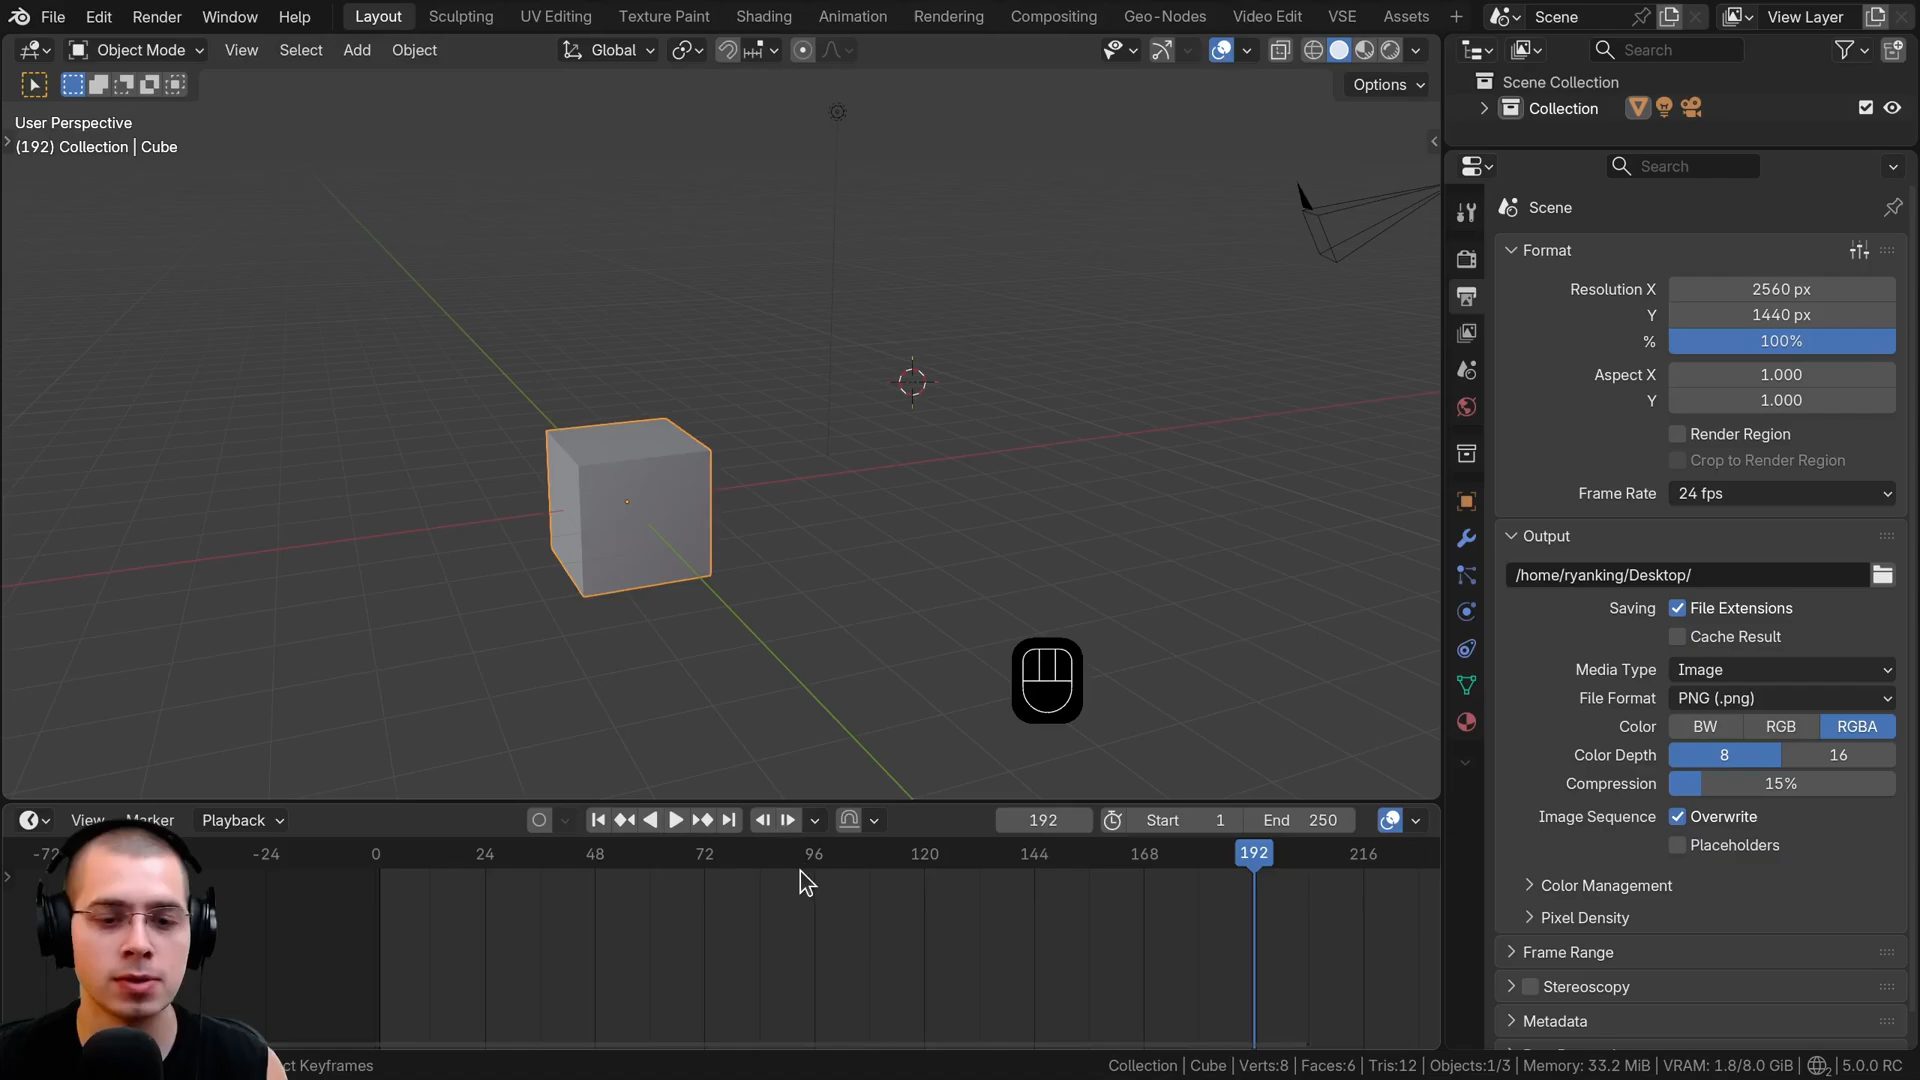 File Edit Render Window Help Layout Sculpting UV Editing Texture Paint Shading Animation Rendering Compositing Geo-Nodes Video Edit VSE Assets + Scene View Layer
Object Mode View Select Add Object Global Search
Options
Scene Collection
Collection
User Perspective
(192) Collection | Cube
Search
Scene
Format
Resolution X 2560 px
Y 1440 px
% 100%
Aspect X 1.000
Y 1.000
Render Region
Crop to Render Region
Frame Rate 24 fps
Output
/home/ryanking/Desktop/
Saving File Extensions
Cache Result
Media Type Image
File Format PNG (.png)
Color BW RGB RGBA
Color Depth 8 16
Compression 15%
Image Sequence Overwrite
Placeholders
Color Management
Pixel Density
Frame Range
Stereoscopy
Metadata
View Marker Playback 192 Start 1 End 250
-72 -24 0 24 48 72 96 120 144 168 192 216
Keyframes Collection | Cube | Verts:8 | Faces:6 | Tris:12 | Objects:1/3 | Memory: 33.2 MiB | VRAM: 1.8/8.0 GiB | 2 | 5.0.0 RC